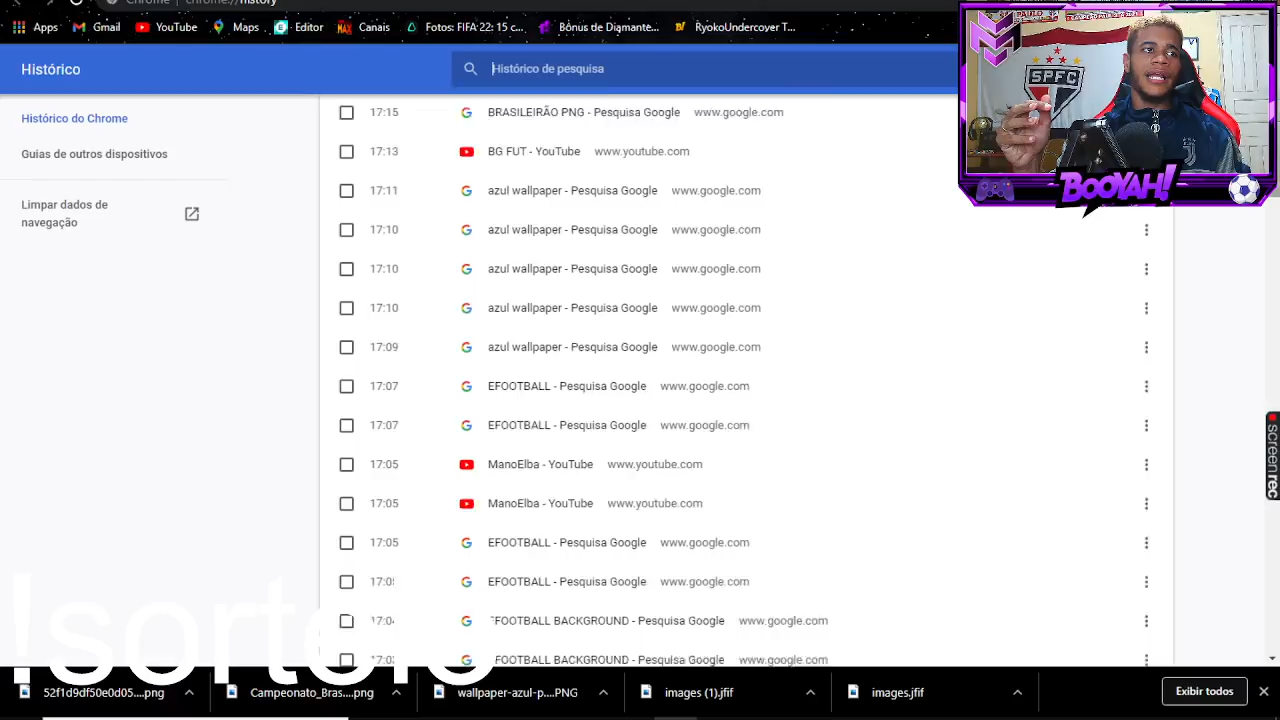 Chrome | chrome://history
Apps Gmail YouTube Maps FIFA 22 5 S... Sinus de Digmante... RyokoUndercover T...
Histórico
Histórico de pesquisa
Histórico do Chrome
Guias de outros dispositivos
Limpar dados de navegação
17:15 BRASILEIRÃO PNG - Pesquisa Google www.google.com
17:13 BG FUT - YouTube www.youtube.com
17:11 azul wallpaper - Pesquisa Google www.google.com
17:10 azul wallpaper - Pesquisa Google www.google.com
17:10 azul wallpaper - Pesquisa Google www.google.com
17:10 azul wallpaper - Pesquisa Google www.google.com
17:09 azul wallpaper - Pesquisa Google www.google.com
17:07 EFOOTBALL - Pesquisa Google www.google.com
17:07 EFOOTBALL - Pesquisa Google www.google.com
17:05 ManoElba - YouTube www.youtube.com
17:05 ManoElba - YouTube www.youtube.com
17:05 EFOOTBALL - Pesquisa Google www.google.com
17:05 EFOOTBALL - Pesquisa Google www.google.com
FOOTBALL BACKGROUND - Pesquisa Google www.google.com
FOOTBALL BACKGROUND - Pesquisa Google www.google.com
!sorteio
SPFC
BOOYAH!
screenrec
52f1d9df50e0d05....png
Campeonato_Bras....png
wallpaper-azul-p....PNG
images (1).jfif
images.jfif
Exibir todos